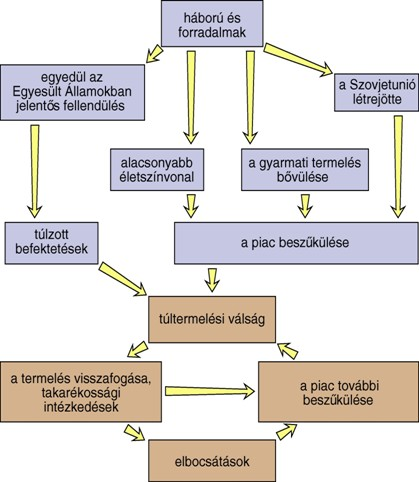 háború és
forradalmak
egyedül az
Egyesült Államokban
jelentős fellendülés
a Szovjetunió
létrejötte
alacsonyabb
életszínvonal
a gyarmati termelés
bővülése
túlzott
befektetések
a piac beszűkülése
túltermelési válság
a termelés visszafogása,
takarékossági
intézkedések
a piac további
beszűkülése
elbocsátások